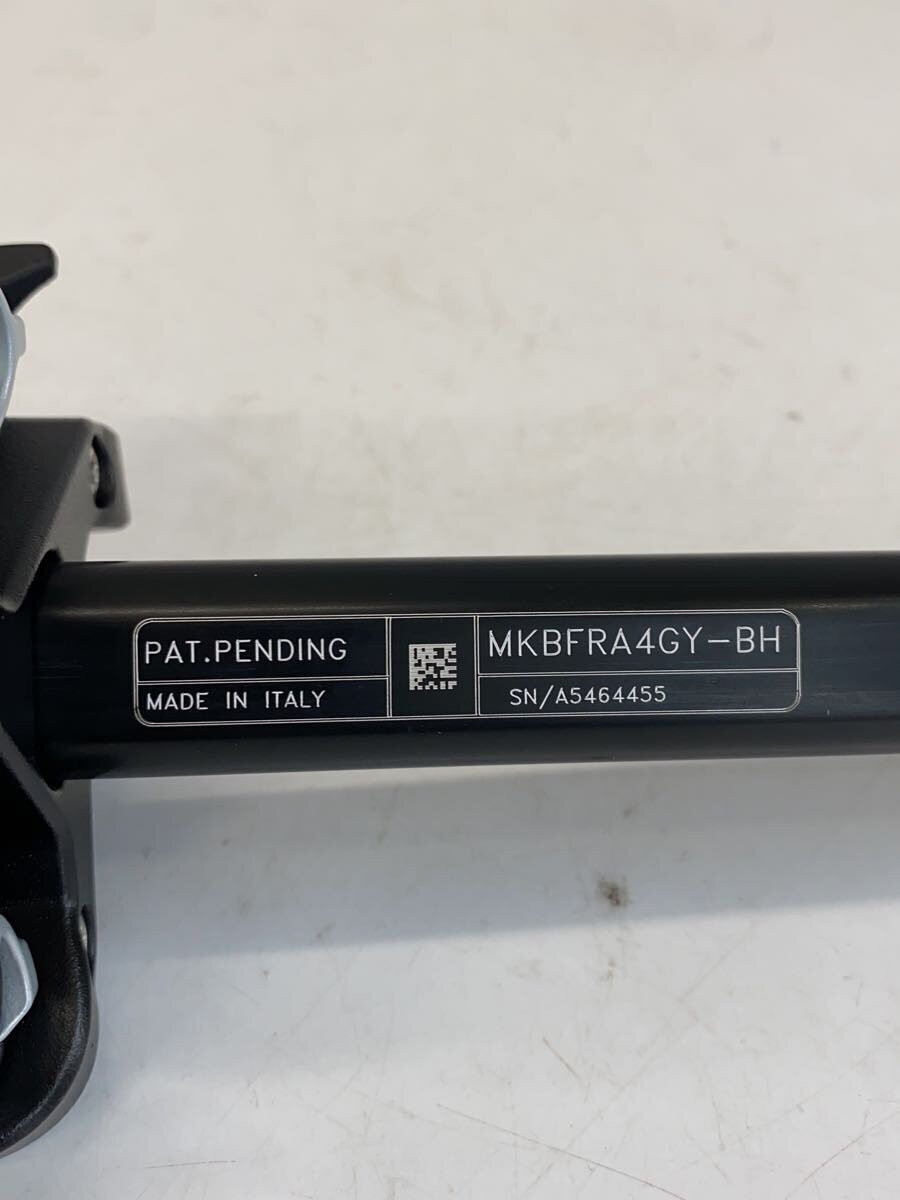 PAT.PENDING
MADE IN ITALY
MKBFRA4GY-BH
SN/A5464455